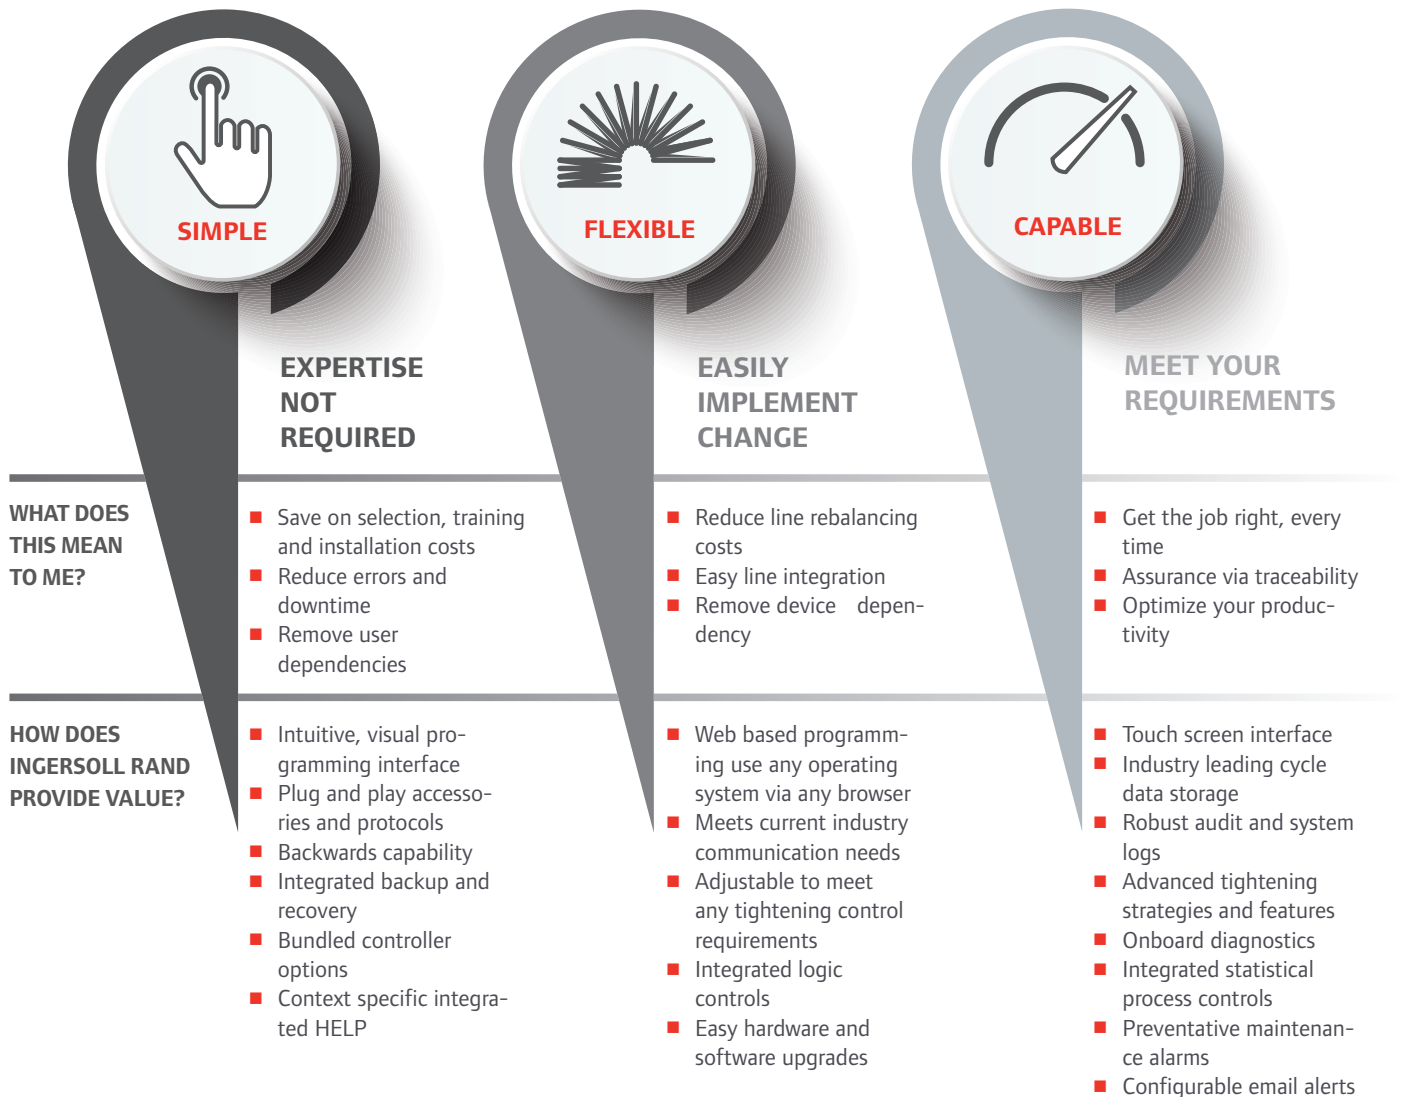 SIMPLE
FLEXIBLE
CAPABLE
EXPERTISE
NOT
REQUIRED
EASILY
IMPLEMENT
CHANGE
MEET YOUR
REQUIREMENTS
WHAT DOES
THIS MEAN
TO ME?
Save on selection, training
and installation costs
Reduce errors and
downtime
Remove user
dependencies
Reduce line rebalancing
costs
Easy line integration
Remove device depen-
dency
Get the job right, every
time
Assurance via traceability
Optimize your produc-
tivity
HOW DOES
INGERSOLL RAND
PROVIDE VALUE?
Intuitive, visual pro-
gramming interface
Plug and play accesso-
ries and protocols
Backwards capability
Integrated backup and
recovery
Bundled controller
options
Context specific integra-
ted HELP
Web based programm-
ing use any operating
system via any browser
Meets current industry
communication needs
Adjustable to meet
any tightening control
requirements
Integrated logic
controls
Easy hardware and
software upgrades
Touch screen interface
Industry leading cycle
data storage
Robust audit and system
logs
Advanced tightening
strategies and features
Onboard diagnostics
Integrated statistical
process controls
Preventative maintenan-
ce alarms
Configurable email alerts